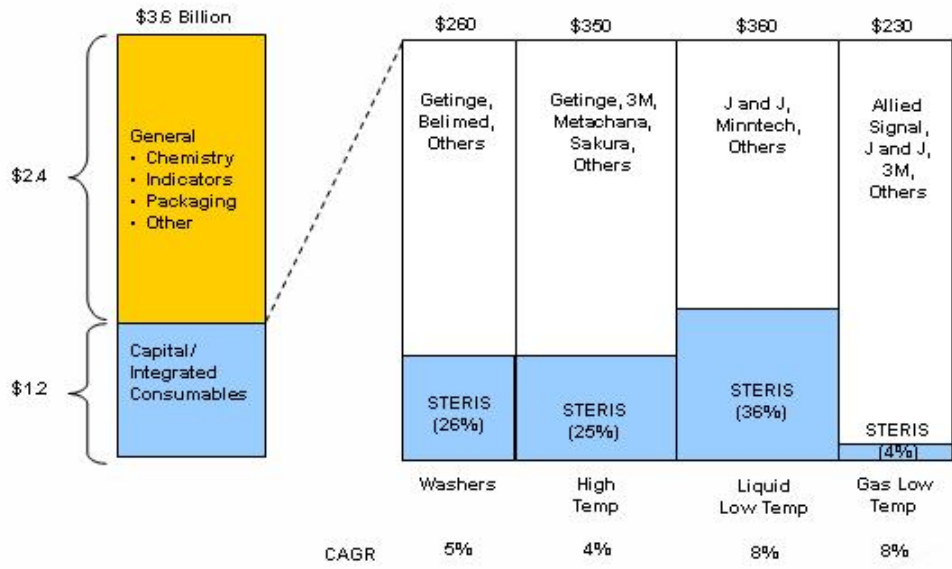 $3.6 Billion
$2.4
General
• Chemistry
• Indicators
• Packaging
• Other
$1.2
Capital/
Integrated
Consumables
$260
$350
$360
$230
Getinge,
Belimed,
Others
Getinge, 3M,
Metachana,
Sakura,
Others
J and J,
Minntech,
Others
Allied
Signal,
J and J,
3M,
Others
STERIS
(26%)
STERIS
(25%)
STERIS
(36%)
STERIS
(4%)
Washers
High
Temp
Liquid
Low Temp
Gas Low
Temp
CAGR
5%
4%
8%
8%